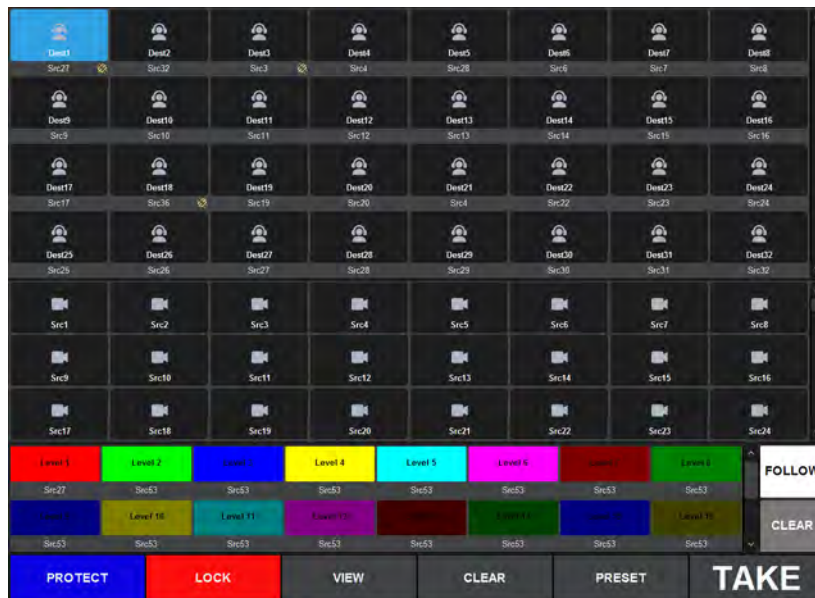 Dest1 Dest2 Dest3 Dest4 Dest5 Dest6 Dest7 Dest8
Src27 Src32 Src3 Src4 Src28 Src6 Src7 Src8
Dest9 Dest10 Dest11 Dest12 Dest13 Dest14 Dest15 Dest16
Src9 Src10 Src11 Src12 Src13 Src14 Src15 Src16
Dest17 Dest18 Dest19 Dest20 Dest21 Dest22 Dest23 Dest24
Src17 Src36 Src19 Src20 Src4 Src22 Src23 Src24
Dest25 Dest26 Dest27 Dest28 Dest29 Dest30 Dest31 Dest32
Src25 Src26 Src27 Src28 Src29 Src30 Src31 Src32
Src1 Src2 Src3 Src4 Src5 Src6 Src7 Src8
Src9 Src10 Src11 Src12 Src13 Src14 Src15 Src16
Src17 Src18 Src19 Src20 Src21 Src22 Src23 Src24
Level 1 Level 2 Level 4 Level 5 Level 6 Level 8
FOLLOW
Src27 Src53 Src53 Src53 Src53 Src53 Src53 Src53
Level 10 Level 11
CLEAR
Src53 Src53 Src53 Src53 Src53 Src53 Src53 Src53
PROTECT LOCK VIEW CLEAR PRESET TAKE